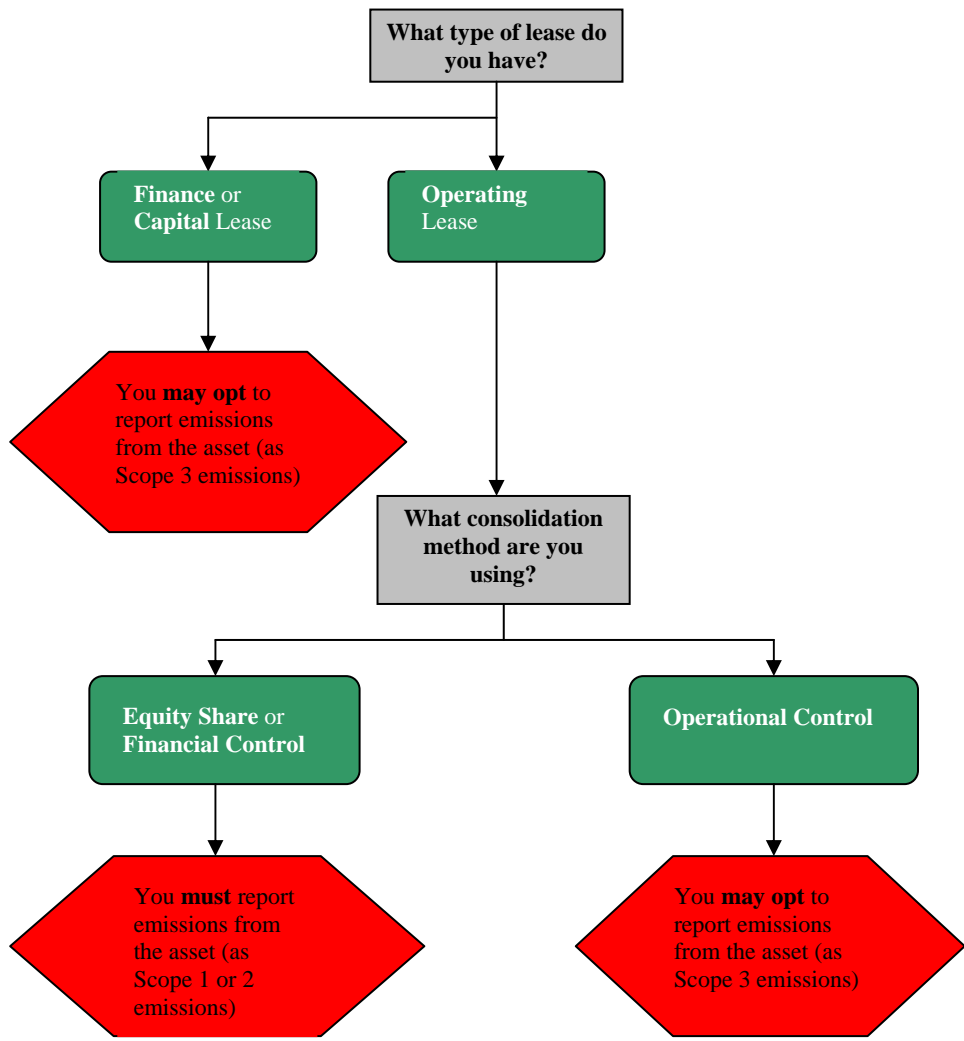 What type of lease do
you have?
Finance or
Capital Lease
Operating
Lease
You may opt to
report emissions
from the asset (as
Scope 3 emissions)
What consolidation
method are you
using?
Equity Share or
Financial Control
Operational Control
You must report
emissions from
the asset (as
Scope 1 or 2
emissions)
You may opt to
report emissions
from the asset (as
Scope 3 emissions)